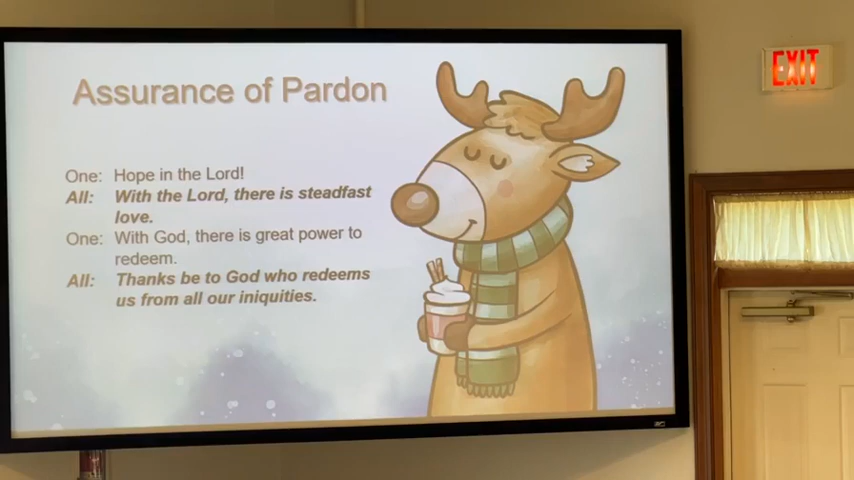 Assurance of Pardon
EXIT
One: Hope in the Lord!
All: With the Lord, there is steadfast
love.
One: With God, there is great power to
redeem.
All: Thanks be to God who redeems
us from all our iniquities.